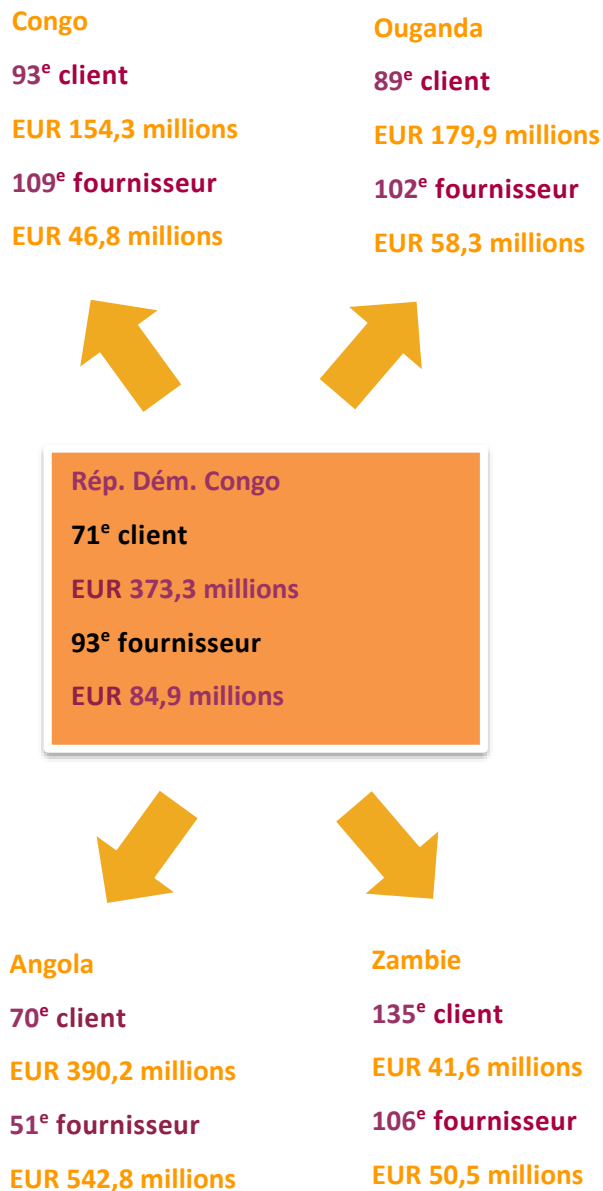 Congo
93e client
EUR 154,3 millions
109e fournisseur
EUR 46,8 millions
Ouganda
89e client
EUR 179,9 millions
102e fournisseur
EUR 58,3 millions
Rép. Dém. Congo
71e client
EUR 373,3 millions
93e fournisseur
EUR 84,9 millions
Angola
70e client
EUR 390,2 millions
51e fournisseur
EUR 542,8 millions
Zambie
135e client
EUR 41,6 millions
106e fournisseur
EUR 50,5 millions